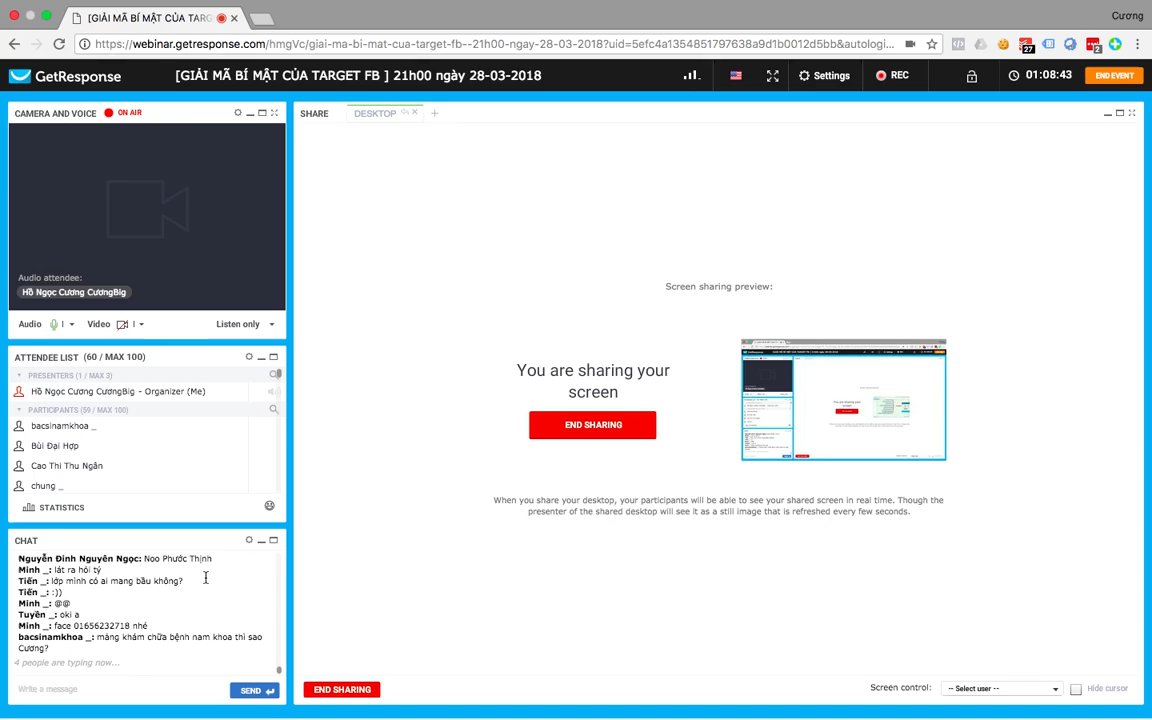 [GIẢI MÃ BÍ MẬT CỦA TARG
Cương
https://webinar.getresponse.com/hmgVc/giai-ma-bi-mat-cua-target-fb--21h00-ngay-28-03-2018?uid=5efc4a1354851797638a9d1b0012d5bb&autologi...
27
2
GetResponse
[GIẢI MÃ BÍ MẬT CỦA TARGET FB ] 21h00 ngày 28-03-2018
Settings
REC
01:08:43
END EVENT
CAMERA AND VOICE
ON AIR
SHARE
DESKTOP
Audio attendee:
Hồ Ngọc Cương CươngBig
Audio
Video
Listen only
ATTENDEE LIST (60 / MAX 100)
PRESENTERS (1 / MAX 3)
Hồ Ngọc Cương CươngBig - Organizer (Me)
PARTICIPANTS (59 / MAX 100)
bacsinamkhoa _
Bùi Đại Hợp
Cao Thi Thu Ngân
chung _
STATISTICS
CHAT
Nguyễn Đình Nguyên Ngọc: Noo Phước Thịnh
Minh _: lát ra hỏi tý
Tiến _: lớp mình có ai mang bầu không?
Tiến _: :))
Minh _: @@
Tuyền _: oki a
Minh _: face 01656232718 nhé
bacsinamkhoa _: mảng khám chữa bệnh nam khoa thì sao
Cương?
4 people are typing now...
Write a message
SEND
Screen sharing preview:
You are sharing your
screen
END SHARING
When you share your desktop, your participants will be able to see your shared screen in real time. Though the
presenter of the shared desktop will see it as a still image that is refreshed every few seconds.
END SHARING
Screen control:
-- Select user --
Hide cursor